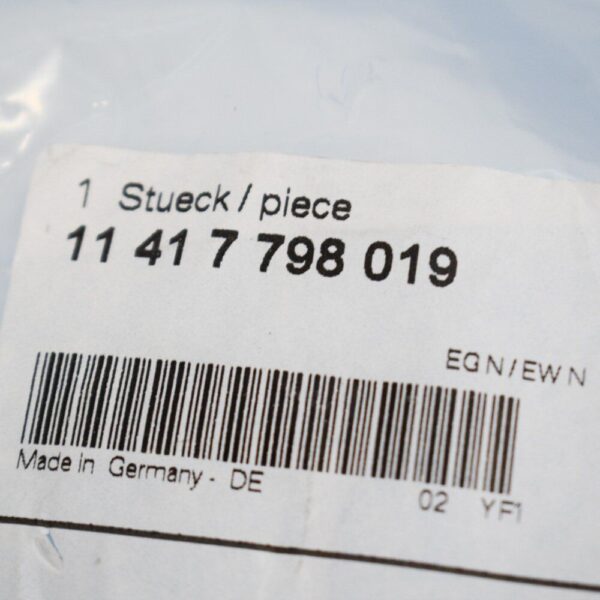 1 Stueck / piece
11 41 7 798 019
EGN/EWN
Made in Germany - DE
02 YF1